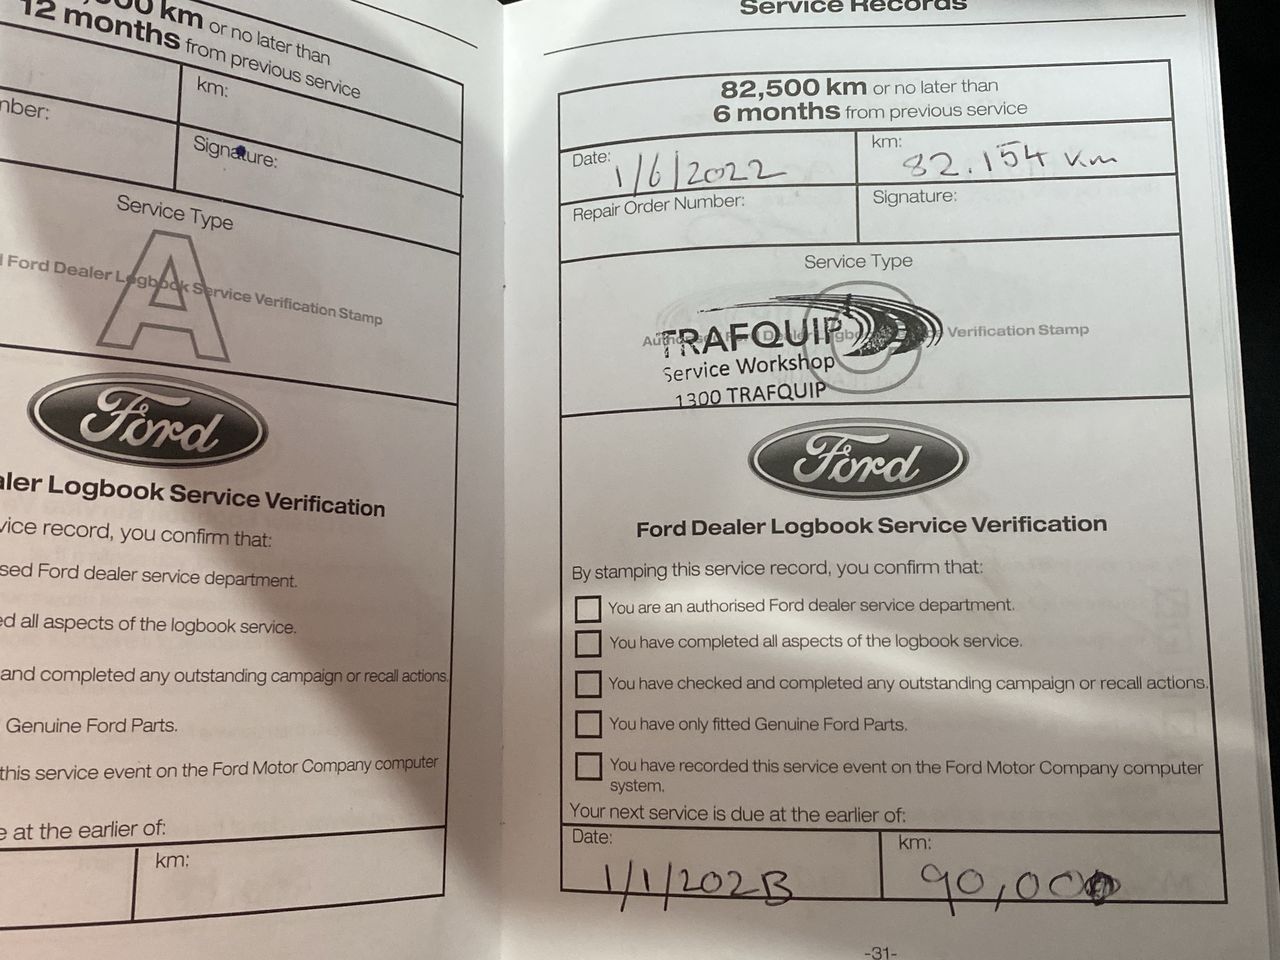 00 km or no later than
12 months from previous service
km:
nber:
Signature:
Service Type
A
Ford Dealer Logbook Service Verification Stamp
Ford
aler Logbook Service Verification
vice record, you confirm that:
sed Ford dealer service department.
ed all aspects of the logbook service.
and completed any outstanding campaign or recall actions.
Genuine Ford Parts.
this service event on the Ford Motor Company computer
e at the earlier of:
km:
Service Records
82,500 km or no later than
6 months from previous service
Date: 1/6/2022
km: 82.154 km
Repair Order Number:
Signature:
Service Type
Verification Stamp
TRAFQUIP
Service Workshop
1300 TRAFQUIP
Ford
Ford Dealer Logbook Service Verification
By stamping this service record, you confirm that:
You are an authorised Ford dealer service department.
You have completed all aspects of the logbook service.
You have checked and completed any outstanding campaign or recall actions.
You have only fitted Genuine Ford Parts.
You have recorded this service event on the Ford Motor Company computer
system.
Your next service is due at the earlier of:
Date: 1/1/2023
km: 90,000
-31-